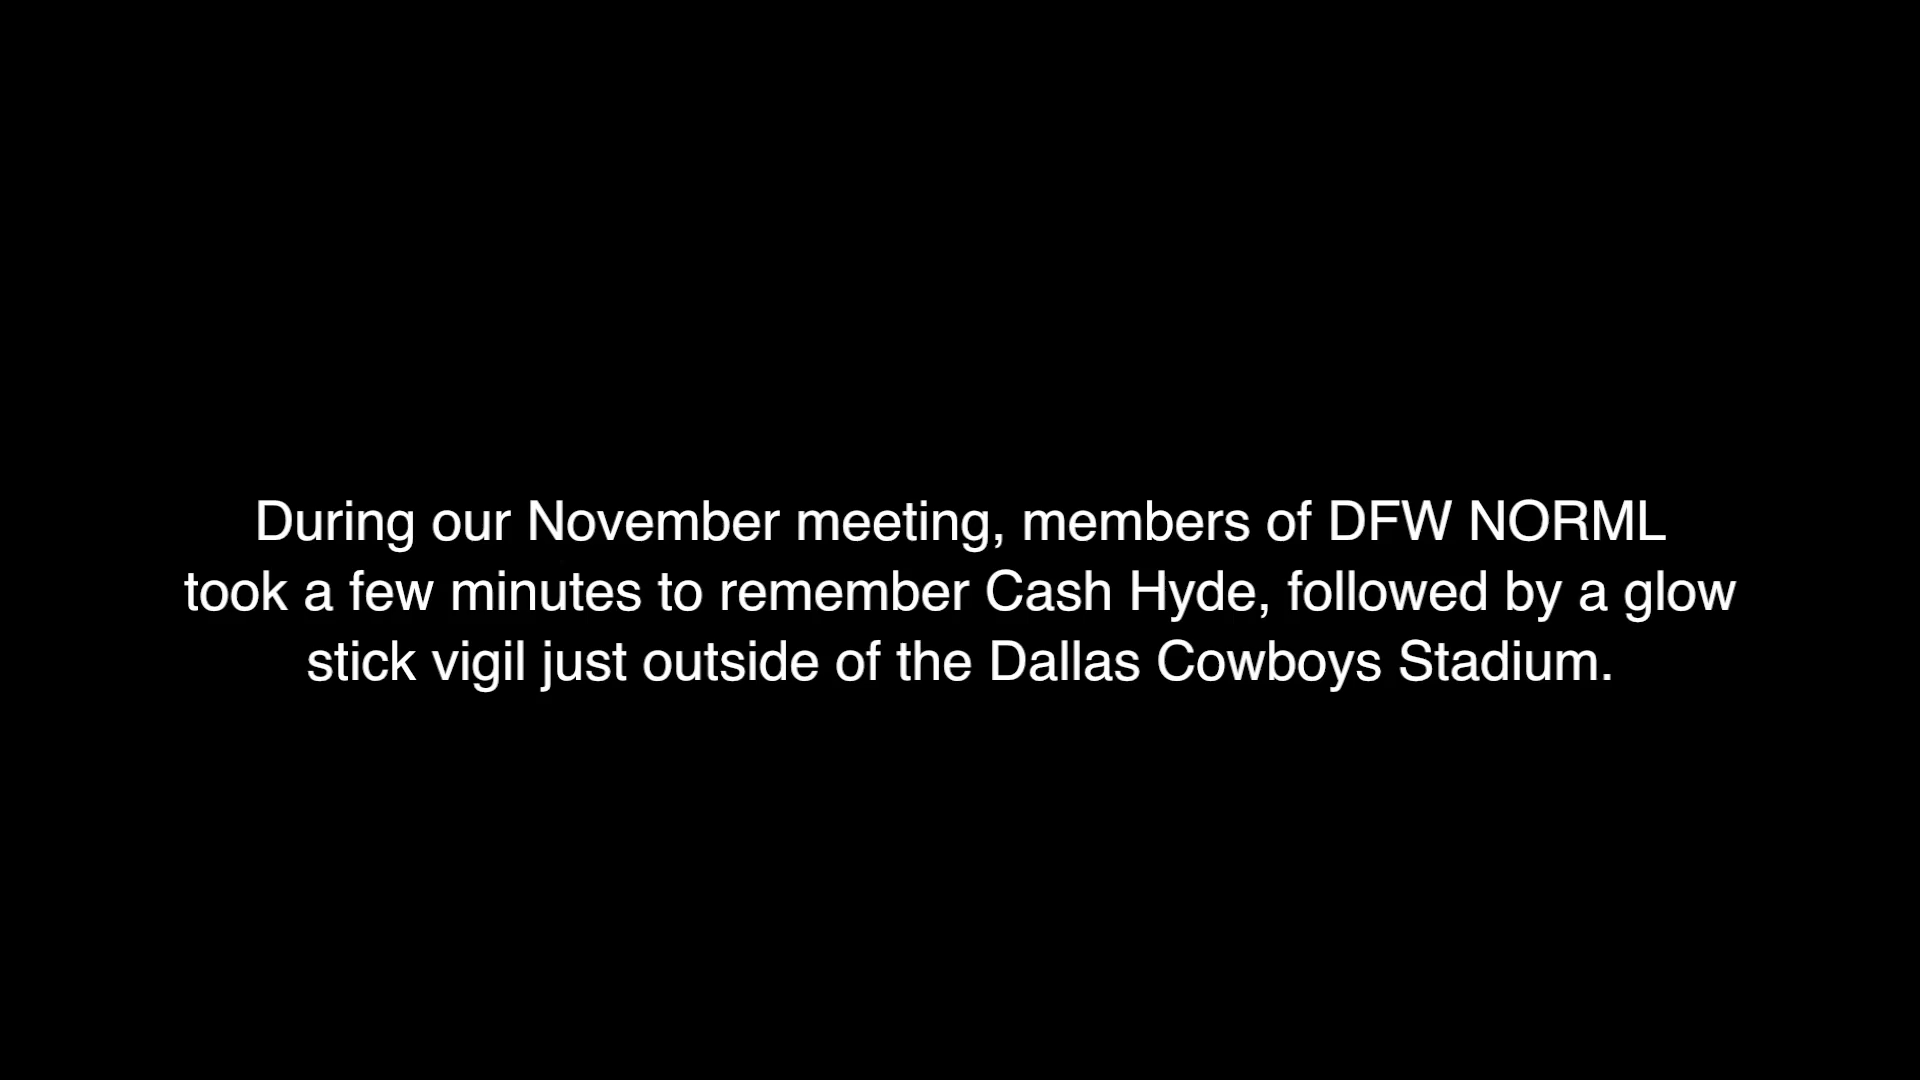 During our November meeting, members of DFW NORML
took a few minutes to remember Cash Hyde, followed by a glow
stick vigil just outside of the Dallas Cowboys Stadium.